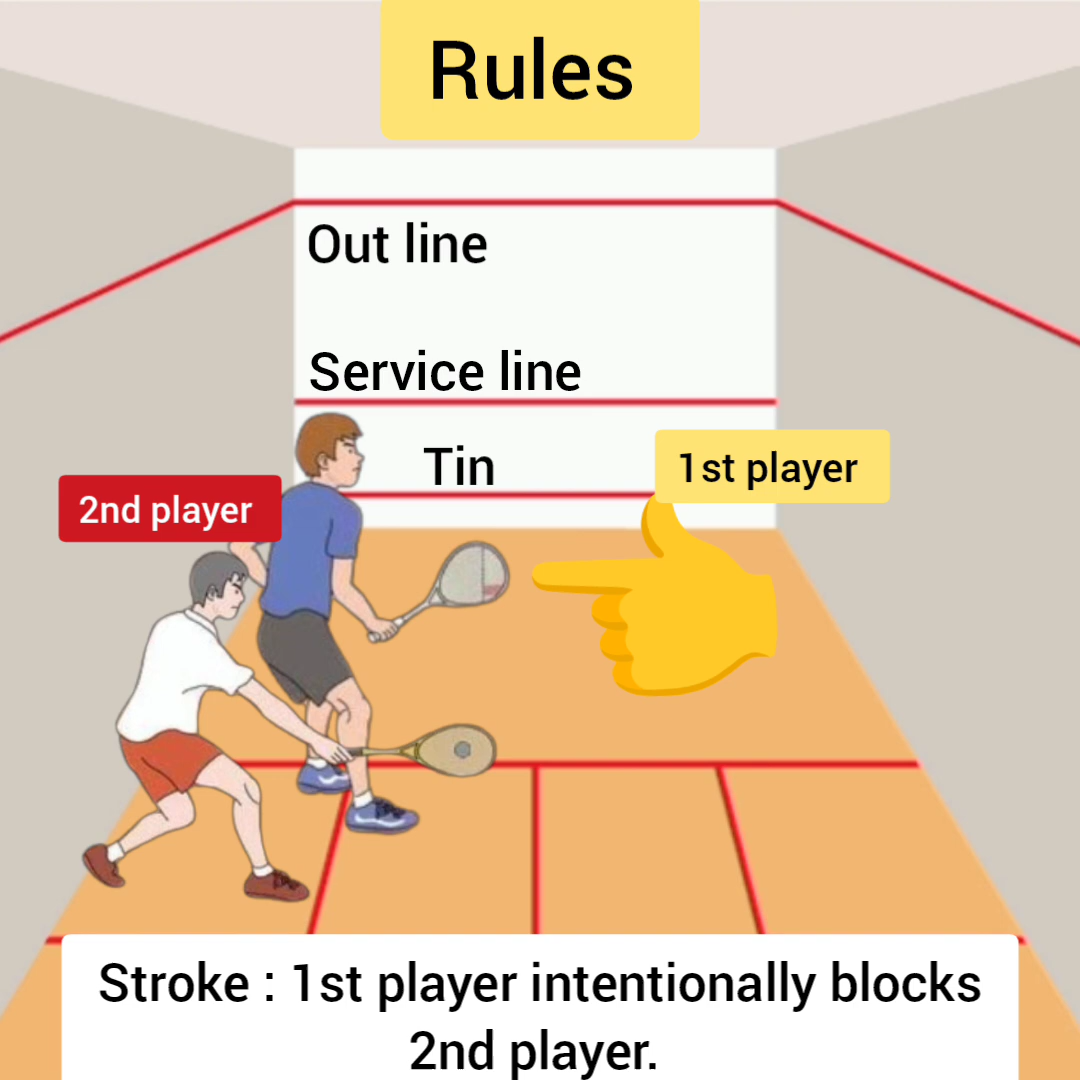 Rules
Out line
Service line
Tin
1st player
2nd player
Stroke : 1st player intentionally blocks
2nd player.